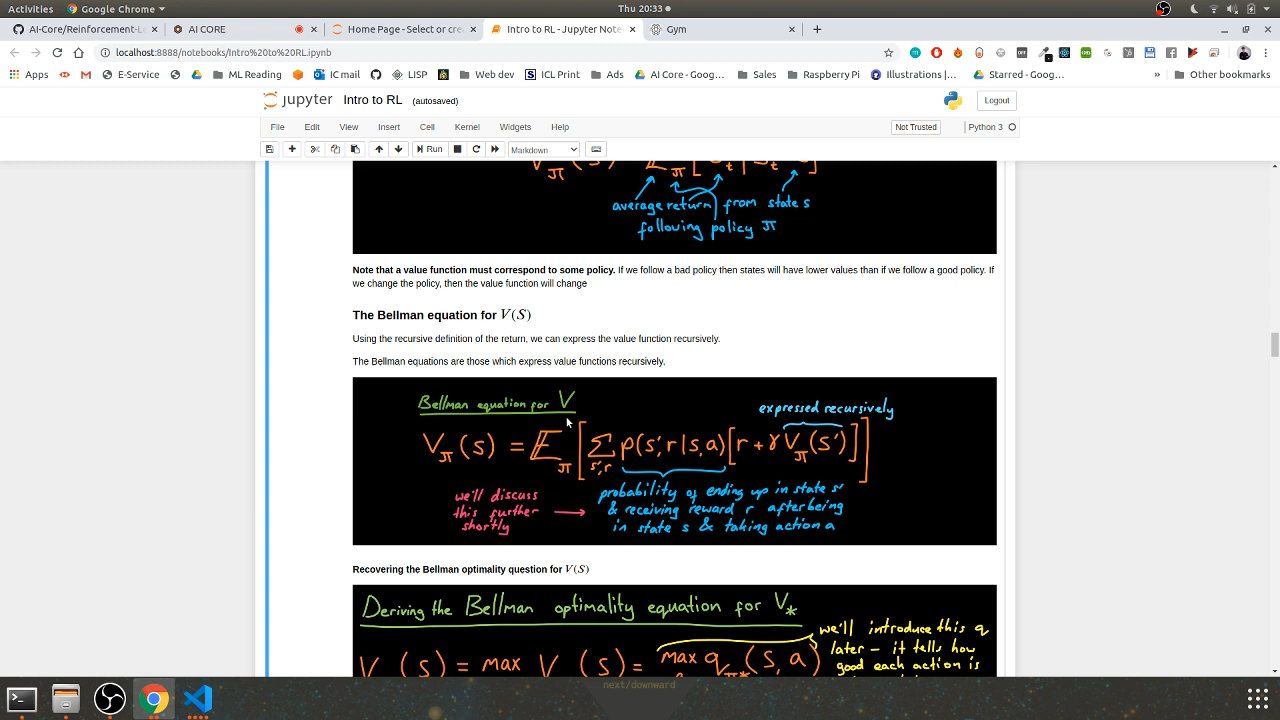 Activities
Google Chrome
Thu 20:33
AI-Core/Reinforcement-Le
AI CORE
Home Page - Select or cre
Intro to RL - Jupyter Note
Gym
localhost:8888/notebooks/Intro%20to%20RL.ipynb
Apps
E-Service
ML Reading
IC mail
LISP
Web dev
ICL Print
Ads
AI Core - Goog...
Sales
Raspberry Pi
Illustrations |...
Starred - Goog...
»
Other bookmarks
jupyter
Intro to RL
(autosaved)
Logout
File
Edit
View
Insert
Cell
Kernel
Widgets
Help
Not Trusted
Python 3
Run
Markdown
average return from state s
following policy π
Note that a value function must correspond to some policy. If we follow a bad policy then states will have lower values than if we follow a good policy. If
we change the policy, then the value function will change
The Bellman equation for V(S)
Using the recursive definition of the return, we can express the value function recursively.
The Bellman equations are those which express value functions recursively.
Bellman equation for V
expressed recursively
V_π(s) = 𝔼_π[∑_{s',r} p(s',r|s,a)[r + γ V_π(s')]]
we'll discuss
this further
shortly
probability of ending up in state s'
& receiving reward r after being
in state s & taking action a
Recovering the Bellman optimality question for V(S)
Deriving the Bellman optimality equation for V_*
we'll introduce this q
later - it tells how
good each action is
V (s) = max V (s) = max q_π* (s, a)
next/downward